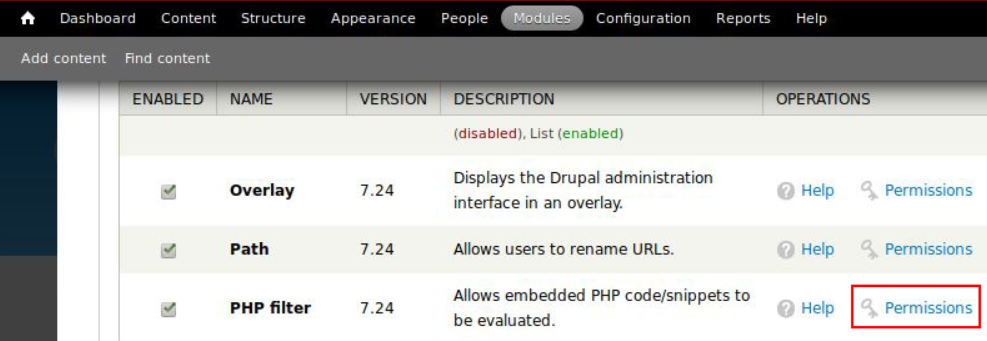 Dashboard Content Structure Appearance People Modules Configuration Reports Help
Add content Find content
ENABLED NAME VERSION DESCRIPTION OPERATIONS
(disabled), List (enabled)
Overlay 7.24 Displays the Drupal administration interface in an overlay. Help Permissions
Path 7.24 Allows users to rename URLs. Help Permissions
PHP filter 7.24 Allows embedded PHP code/snippets to be evaluated. Help Permissions